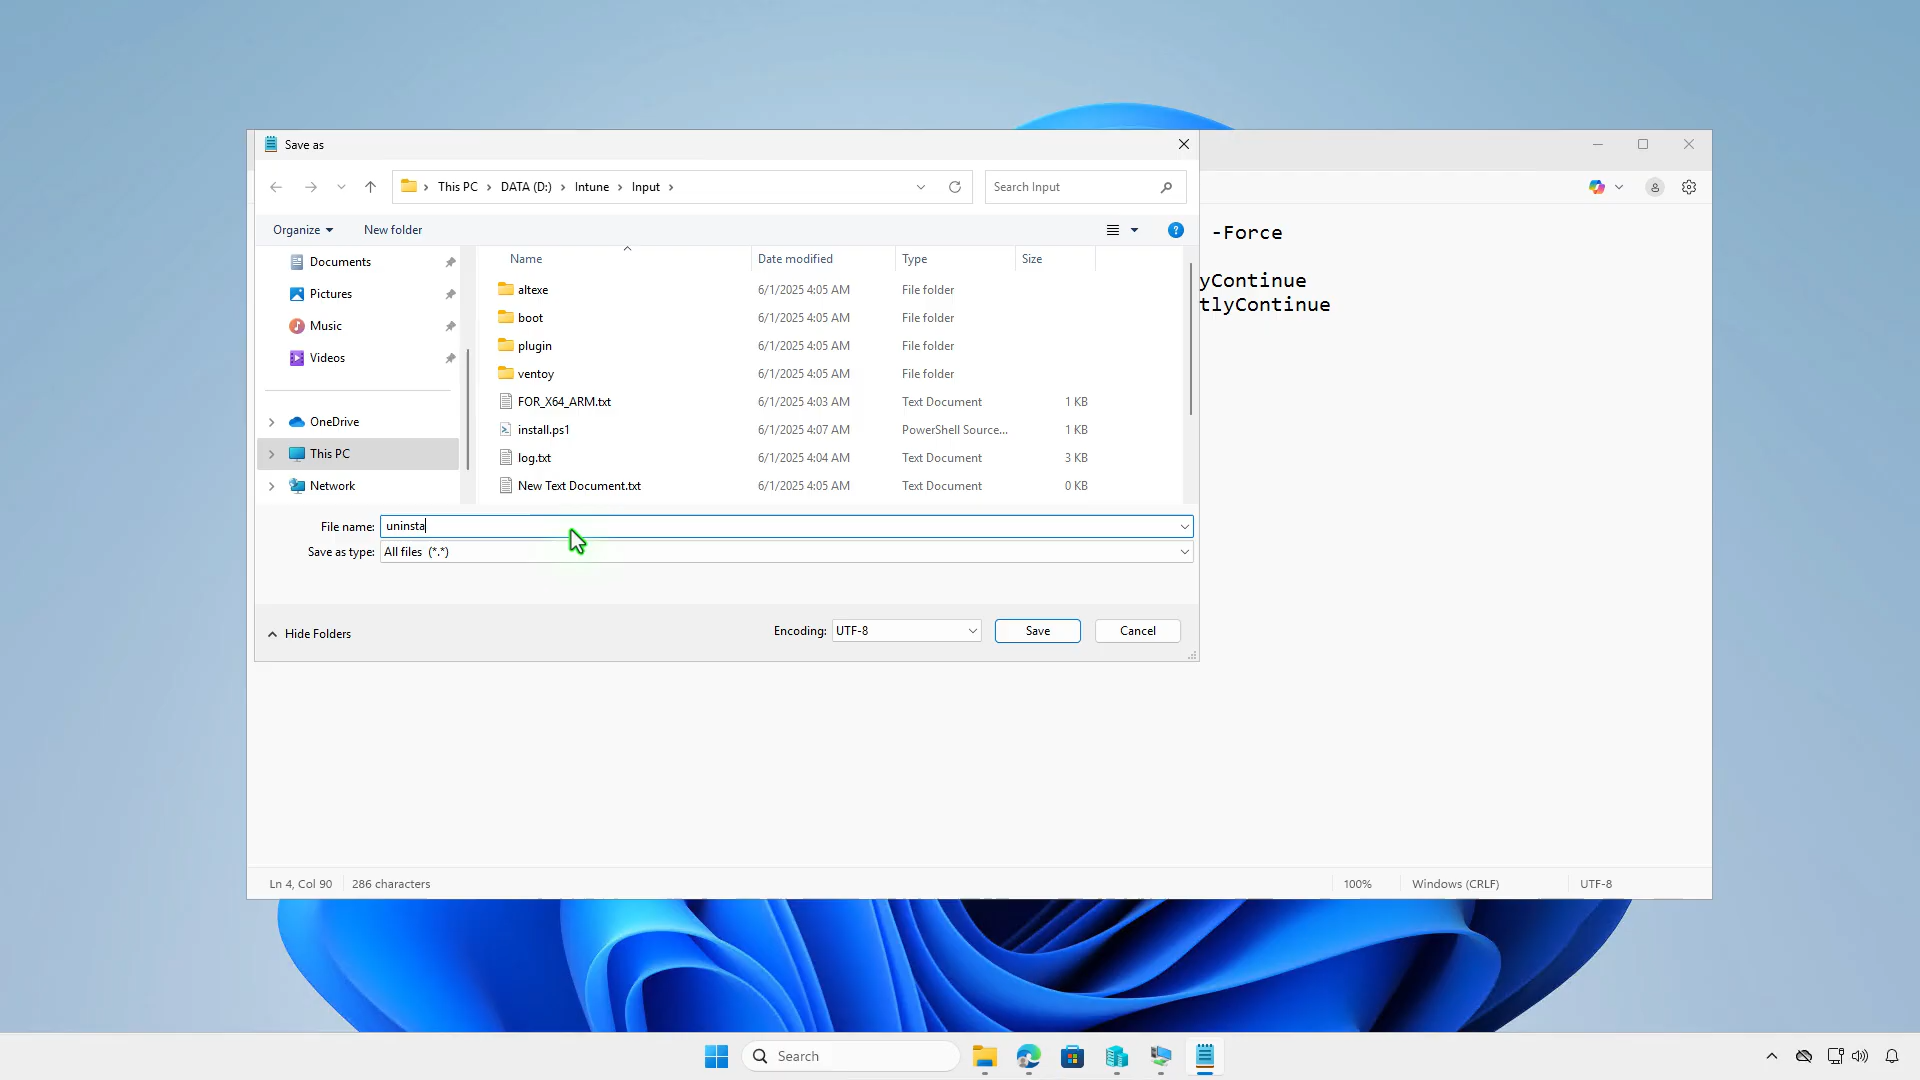 Save as
This PC
DATA (D:)
Intune
Input
Search Input
Organize
New folder
-Force
yContinue
tlyContinue
Documents
Pictures
Music
Videos
OneDrive
This PC
Network
Name Date modified Type Size
altexe 6/1/2025 4:05 AM File folder
boot 6/1/2025 4:05 AM File folder
plugin 6/1/2025 4:05 AM File folder
ventoy 6/1/2025 4:05 AM File folder
FOR_X64_ARM.txt 6/1/2025 4:03 AM Text Document 1 KB
install.ps1 6/1/2025 4:07 AM PowerShell Source... 1 KB
log.txt 6/1/2025 4:04 AM Text Document 3 KB
New Text Document.txt 6/1/2025 4:05 AM Text Document 0 KB
File name: uninsta
Save as type: All files (*.*)
Hide Folders
Encoding: UTF-8
Save
Cancel
Ln 4, Col 90
286 characters
100%
Windows (CRLF)
UTF-8
Search